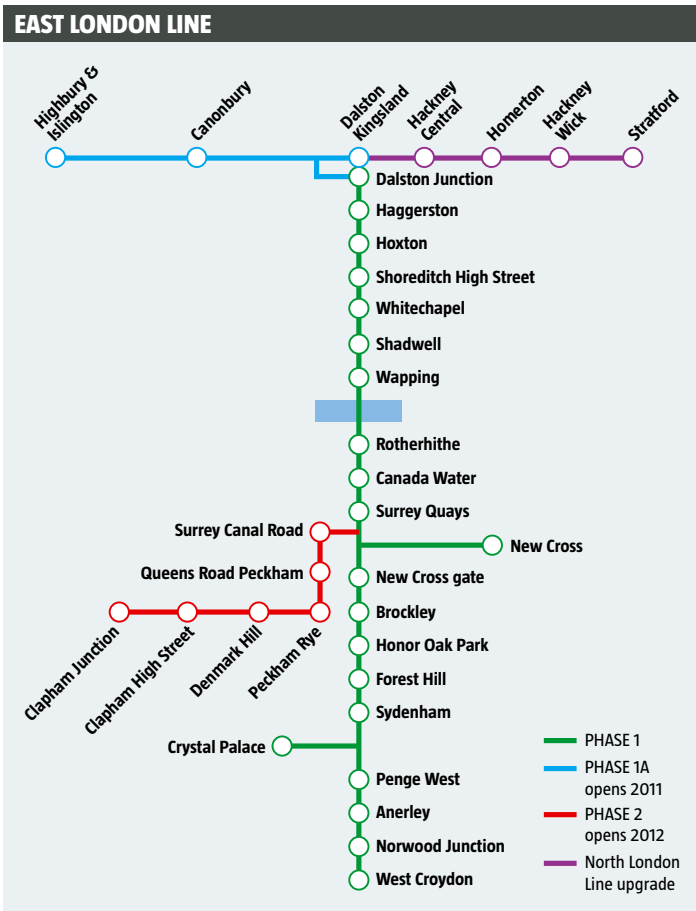 EAST LONDON LINE
Highbury &
Islington
Canonbury
Dalston
Kingsland
Hackney
Central
Homerton
Hackney
Wick
Stratford
Dalston Junction
Haggerston
Hoxton
Shoreditch High Street
Whitechapel
Shadwell
Wapping
Rotherhithe
Canada Water
Surrey Quays
Surrey Canal Road
New Cross
Queens Road Peckham
New Cross gate
Brockley
Clapham Junction
Clapham High Street
Denmark Hill
Peckham Rye
Honor Oak Park
Forest Hill
Sydenham
Crystal Palace
Penge West
Anerley
Norwood Junction
West Croydon
PHASE 1
PHASE 1A
opens 2011
PHASE 2
opens 2012
North London
Line upgrade